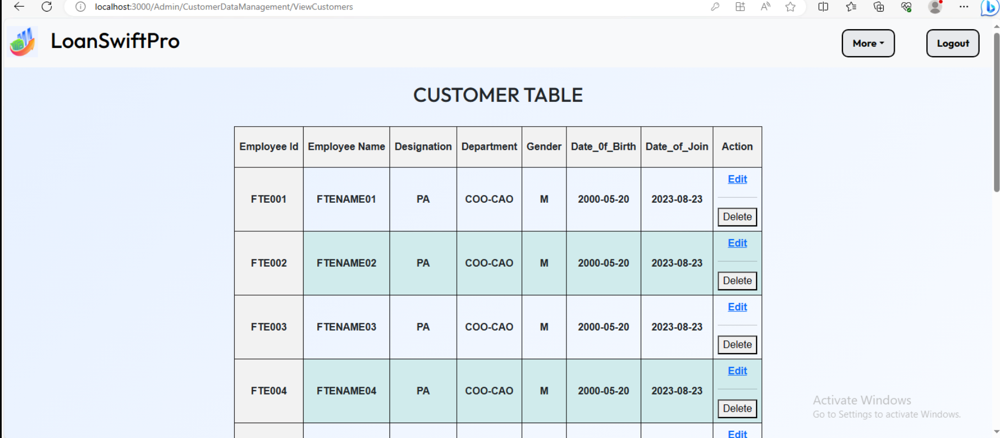 localhost:3000/Admin/CustomerDataManagement/ViewCustomers
LoanSwiftPro
More
Logout
CUSTOMER TABLE
Employee Id Employee Name Designation Department Gender Date_0f_Birth Date_of_Join Action
FTE001 FTENAME01 PA COO-CAO M 2000-05-20 2023-08-23 Edit
Delete
FTE002 FTENAME02 PA COO-CAO M 2000-05-20 2023-08-23 Edit
Delete
FTE003 FTENAME03 PA COO-CAO M 2000-05-20 2023-08-23 Edit
Delete
FTE004 FTENAME04 PA COO-CAO M 2000-05-20 2023-08-23 Edit
Delete
Edit
Activate Windows
Go to Settings to activate Windows.